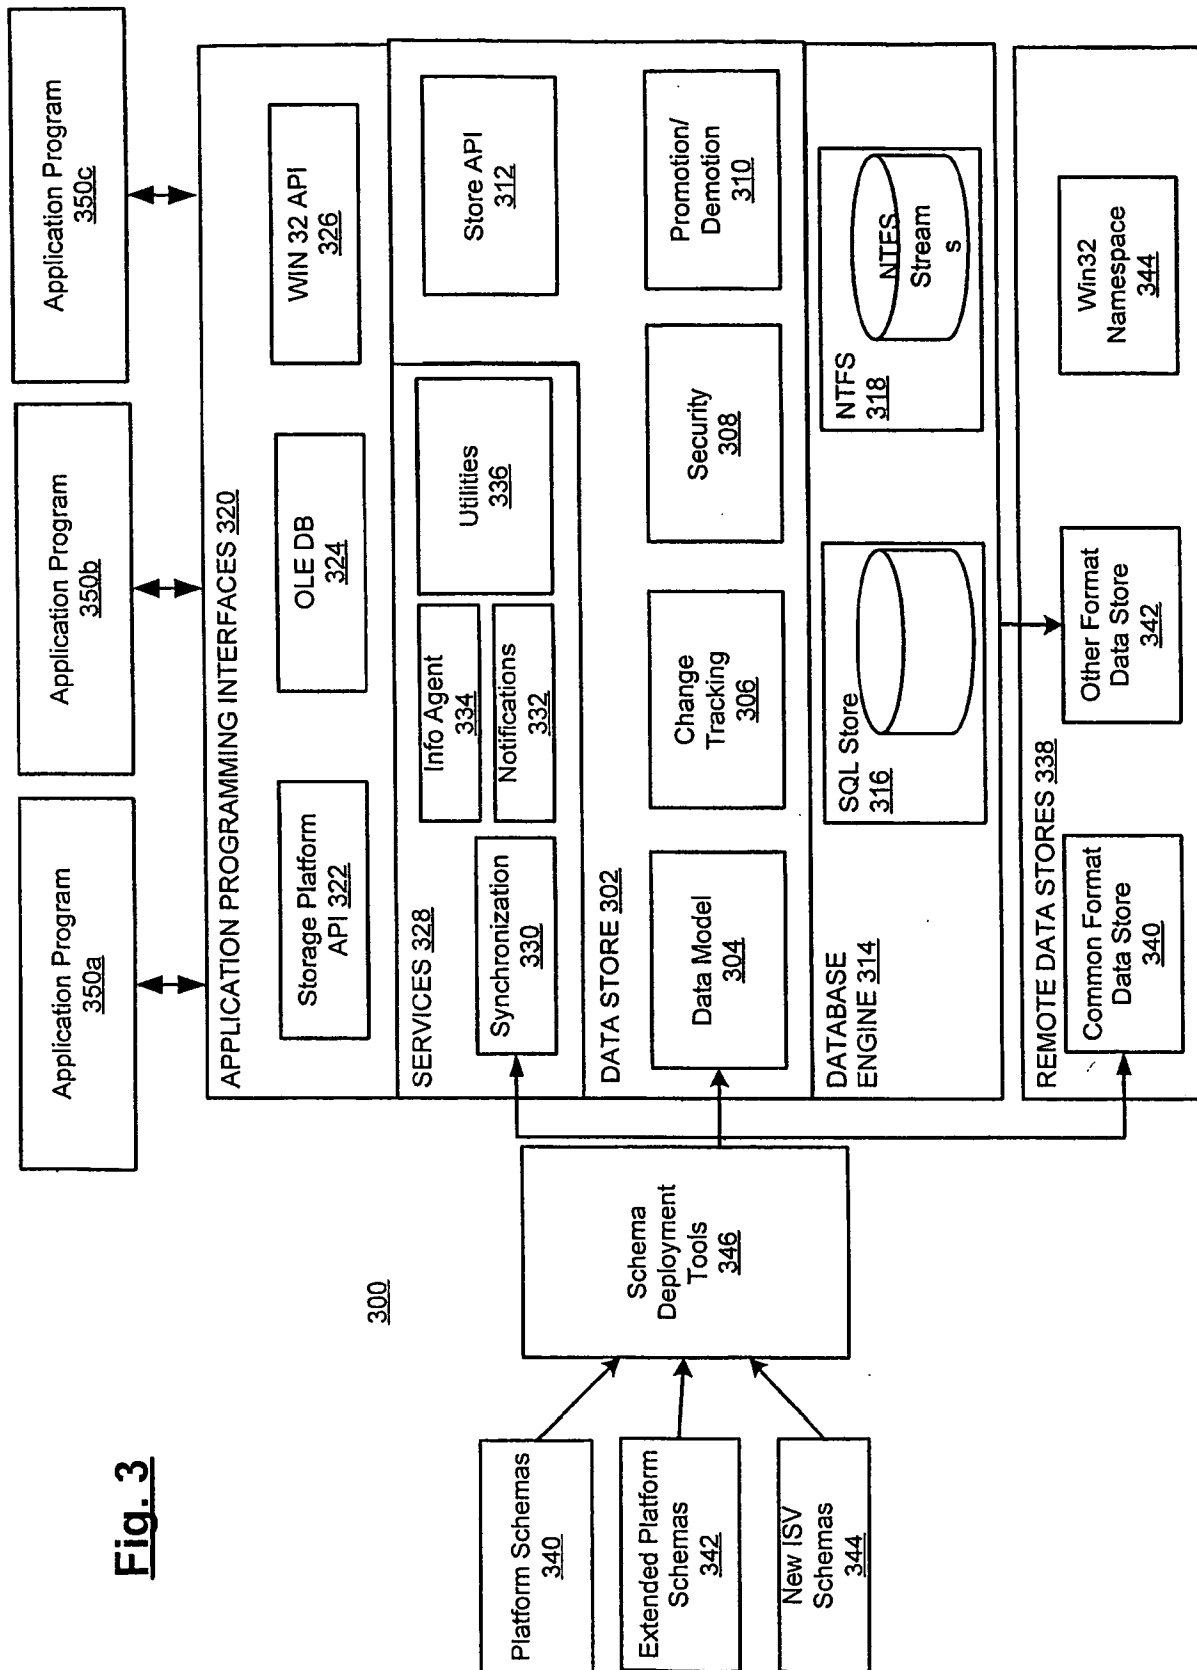 Fig. 3
300
Application Program
350a
Application Program
350b
Application Program
350c
APPLICATION PROGRAMMING INTERFACES 320
Storage Platform
API 322
OLE DB
324
WIN 32 API
326
SERVICES 328
Synchronization
330
Info Agent
334
Notifications
332
Utilities
336
Store API
312
DATA STORE 302
Data Model
304
Change
Tracking
306
Security
308
Promotion/
Demotion
310
DATABASE
ENGINE 314
SQL Store
316
NTFS
318
NTFS
Stream
s
REMOTE DATA STORES 338
Common Format
Data Store
340
Other Format
Data Store
342
Win32
Namespace
344
Schema
Deployment
Tools
346
Platform Schemas
340
Extended Platform
Schemas
342
New ISV
Schemas
344